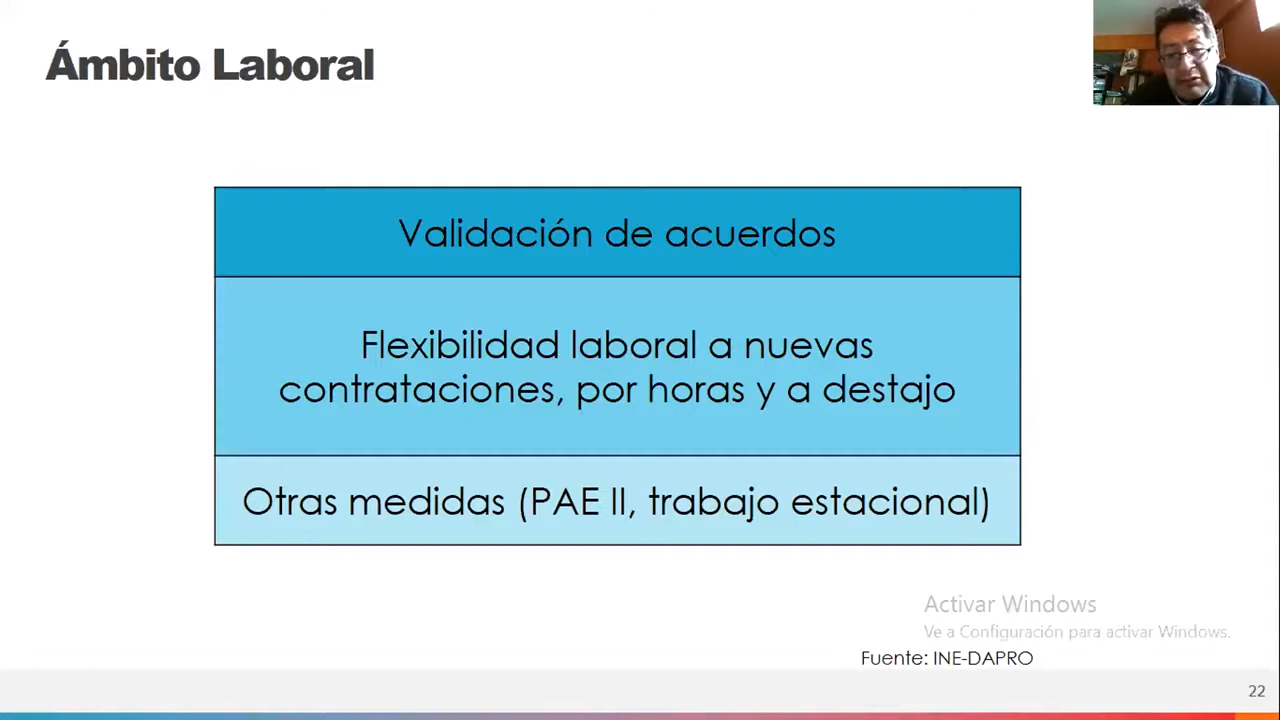 Ámbito Laboral
Validación de acuerdos
Flexibilidad laboral a nuevas
contrataciones, por horas y a destajo
Otras medidas (PAE II, trabajo estacional)
Activar Windows
Ve a Configuración para activar Windows.
Fuente: INE-DAPRO
22